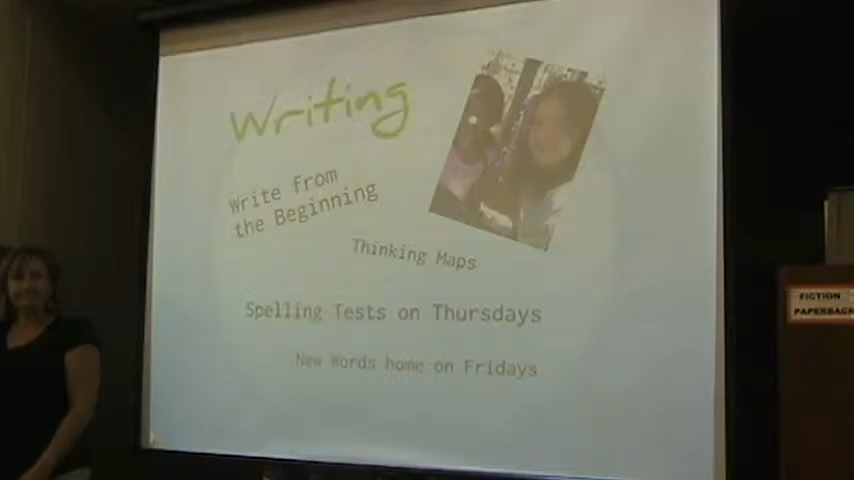 Writing
Write from
the Beginning
Thinking Maps
Spelling Tests on Thursdays
New Words home on Fridays
FICTION
PAPERBACK